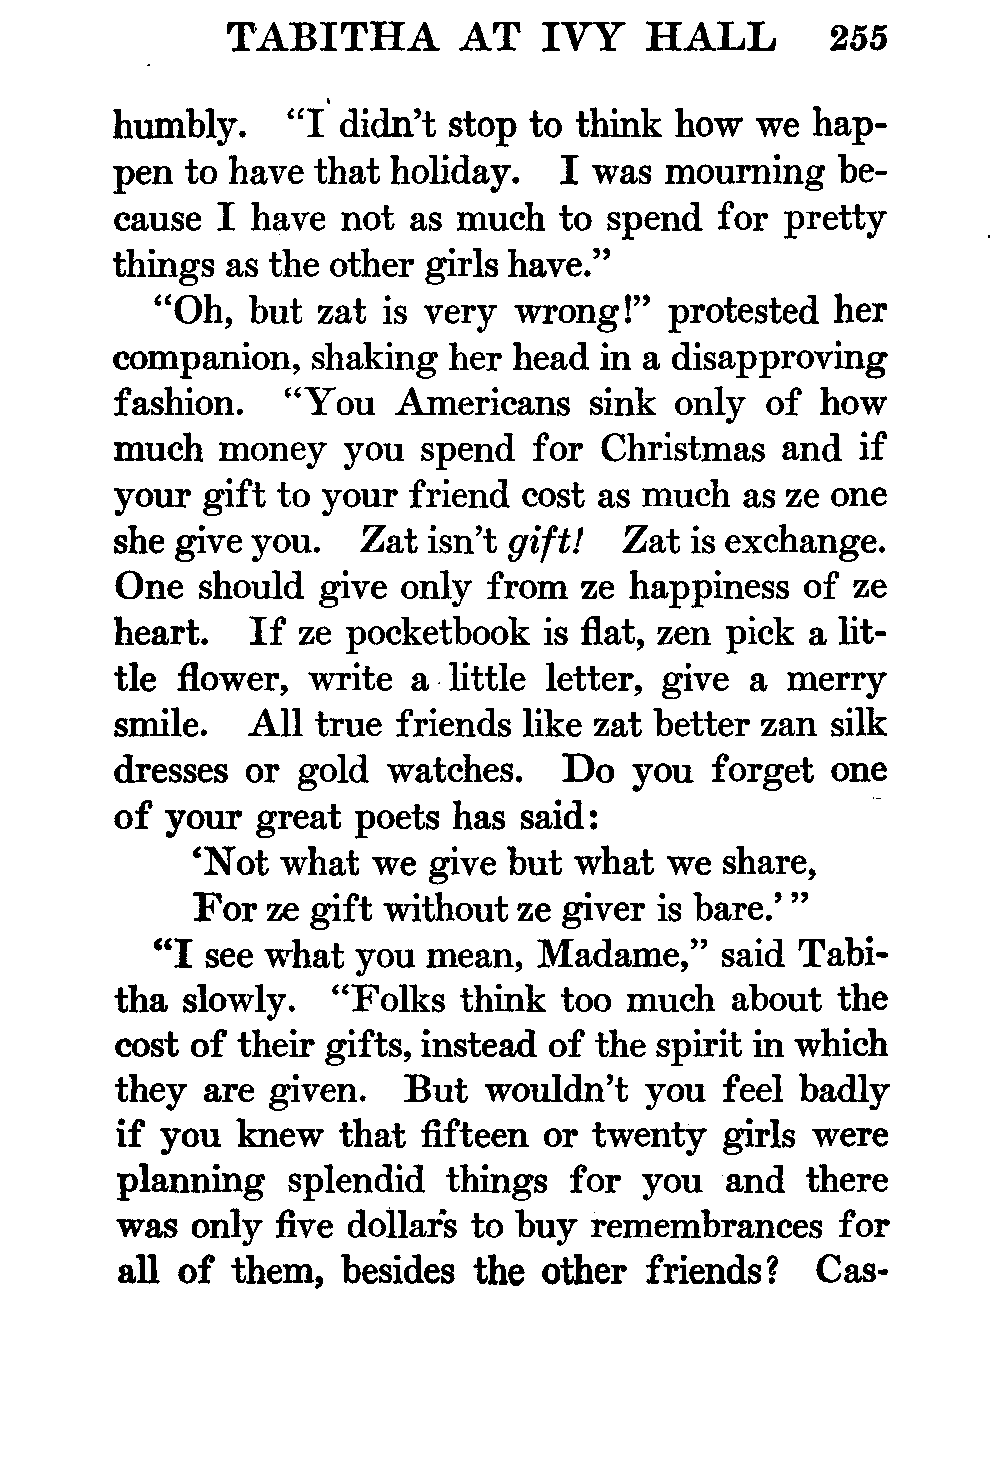 TABITHA AT IVY HALL 255
humbly. "I didn't stop to think how we hap-
pen to have that holiday. I was mourning be-
cause I have not as much to spend for pretty
things as the other girls have."
"Oh, but zat is very wrong!" protested her
companion, shaking her head in a disapproving
fashion. "You Americans sink only of how
much money you spend for Christmas and if
your gift to your friend cost as much as ze one
she give you. Zat isn't gift! Zat is exchange.
One should give only from ze happiness of ze
heart. If ze pocketbook is flat, zen pick a lit-
tle flower, write a little letter, give a merry
smile. All true friends like zat better zan silk
dresses or gold watches. Do you forget one
of your great poets has said:
'Not what we give but what we share,
For ze gift without ze giver is bare.'"
"I see what you mean, Madame," said Tabi-
tha slowly. "Folks think too much about the
cost of their gifts, instead of the spirit in which
they are given. But wouldn't you feel badly
if you knew that fifteen or twenty girls were
planning splendid things for you and there
was only five dollars to buy remembrances for
all of them, besides the other friends? Cas-